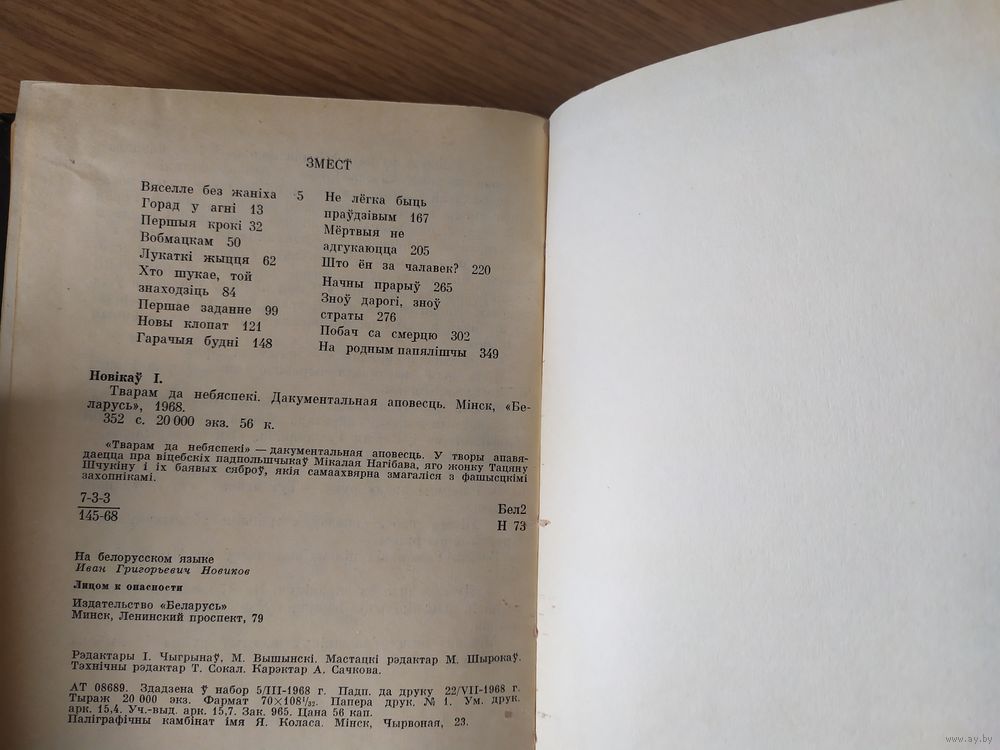 ЗМЕСТ
Вяселле без жаніха 5
Горад у агні 13
Першыя крокі 32
Вобмацкам 50
Лукаткі жыцця 62
Хто шукае, той
знаходзіць 84
Першае заданне 99
Новы клопат 121
Гарачыя будні 148
Не лёгка быць
праўдзівым 167
Мёртвыя не
адгукаюцца 205
Што ён за чалавек? 220
Начны прарыў 265
Зноў дарогі, зноў
страты 276
Побач са смерцю 302
На родным папялішчы 349
Новікаў І.
Тварам да небяспекі. Дакументальная аповесць. Мінск, «Бе-
ларусь», 1968.
352 с. 20 000 экз. 56 к.
«Тварам да небяспекі» — дакументальная аповесць. У творы апавя-
даецца пра віцебскіх падпольшчыкаў Мікалая Нагібава, яго жонку Тацяну
Шчукіну і іх баявых сяброў, якія самаахвярна змагаліся з фашысцкімі
захопнікамі.
7-3-3
145-68
Бел2
Н 73
На белорусском языке
Иван Григорьевич Новиков
Лицом к опасности
Издательство «Беларусь»
Минск, Ленинский проспект, 79
Рэдактары І. Чыгрынаў, М. Вышынскі. Мастацкі рэдактар М. Шырокаў.
Тэхнічны рэдактар Т. Сокал. Карэктар А. Сачкова.
АТ 08689. Здадзена ў набор 5/III-1968 г. Падп. да друку 22/VII-1968 г.
Тыраж 20 000 экз. Фармат 70×108¹/₃₂. Папера друк. № 1. Ум. друк.
арк. 15,4. Уч.-выд. арк. 15,7. Зак. 965. Цана 56 кап.
Паліграфічны камбінат імя Я. Коласа. Мінск, Чырвоная, 23.
www.ay.by